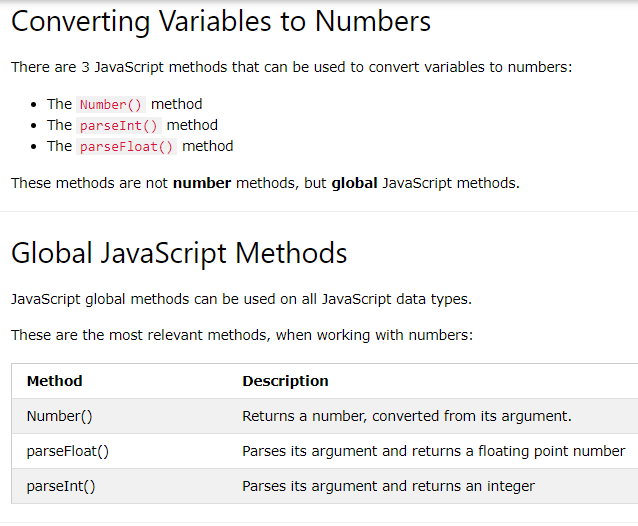 Converting Variables to Numbers
There are 3 JavaScript methods that can be used to convert variables to numbers:
• The Number() method
• The parseInt() method
• The parseFloat() method
These methods are not number methods, but global JavaScript methods.
Global JavaScript Methods
JavaScript global methods can be used on all JavaScript data types.
These are the most relevant methods, when working with numbers:
Method Description
Number() Returns a number, converted from its argument.
parseFloat() Parses its argument and returns a floating point number
parseInt() Parses its argument and returns an integer